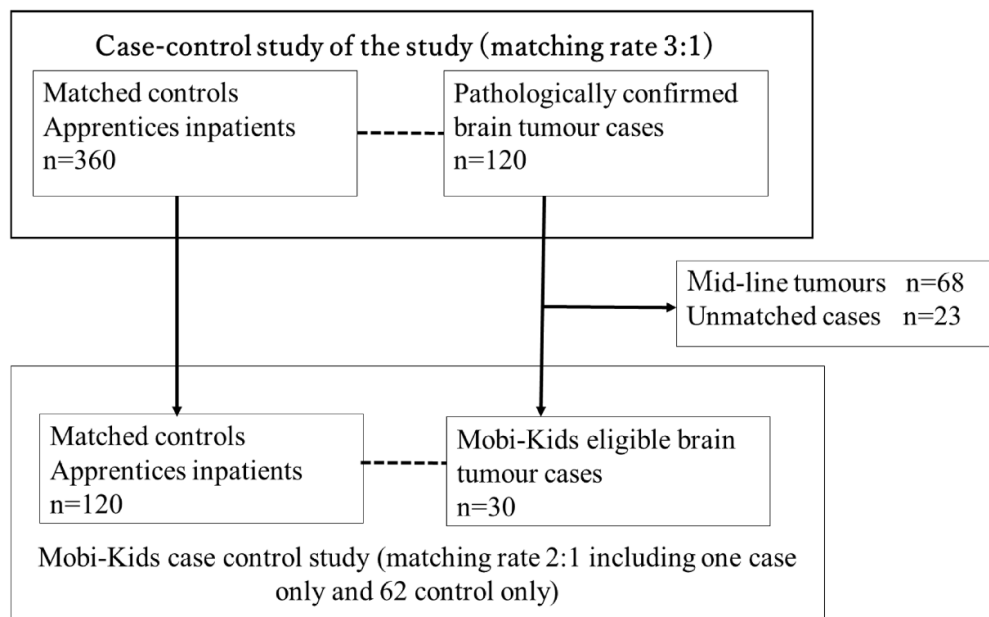 Case-control study of the study (matching rate 3:1)
Matched controls
Apprentices inpatients
n=360
Pathologically confirmed
brain tumour cases
n=120
Mid-line tumours n=68
Unmatched cases n=23
Matched controls
Apprentices inpatients
n=120
Mobi-Kids eligible brain
tumour cases
n=30
Mobi-Kids case control study (matching rate 2:1 including one case
only and 62 control only)